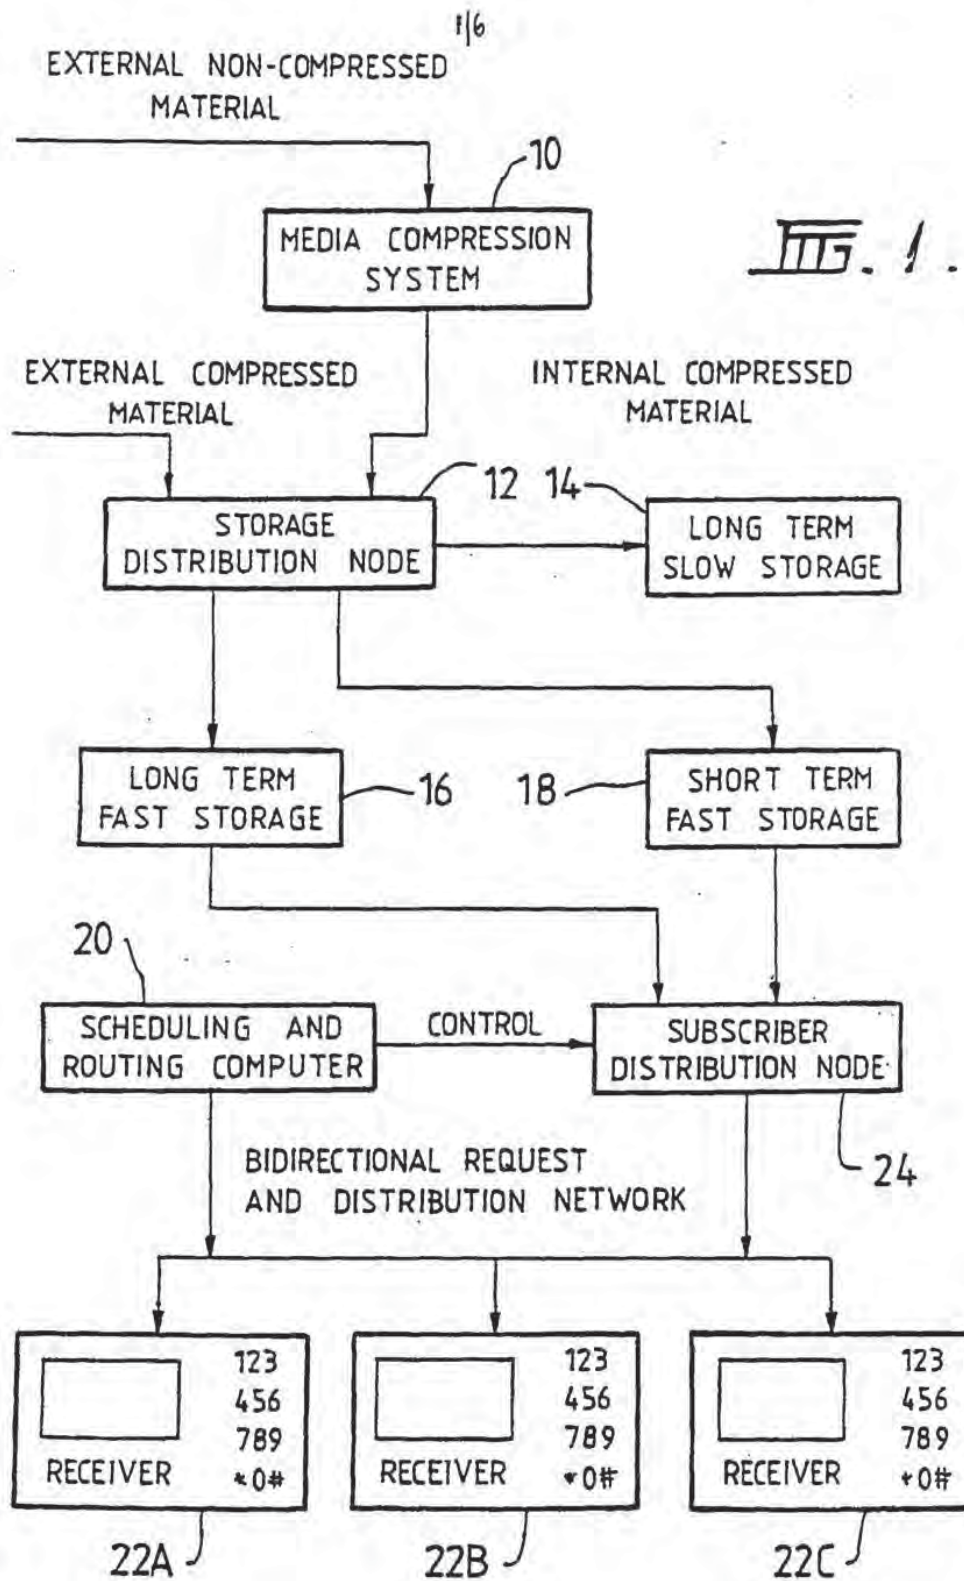 1/6
EXTERNAL NON-COMPRESSED
MATERIAL
10
MEDIA COMPRESSION
SYSTEM
FIG. 1.
EXTERNAL COMPRESSED
MATERIAL
INTERNAL COMPRESSED
MATERIAL
12
14
STORAGE
DISTRIBUTION NODE
LONG TERM
SLOW STORAGE
LONG TERM
FAST STORAGE
16
18
SHORT TERM
FAST STORAGE
20
SCHEDULING AND
ROUTING COMPUTER
CONTROL
SUBSCRIBER
DISTRIBUTION NODE
24
BIDIRECTIONAL REQUEST
AND DISTRIBUTION NETWORK
123
456
789
RECEIVER *0#
123
456
789
RECEIVER *0#
123
456
789
RECEIVER *0#
22A
22B
22C